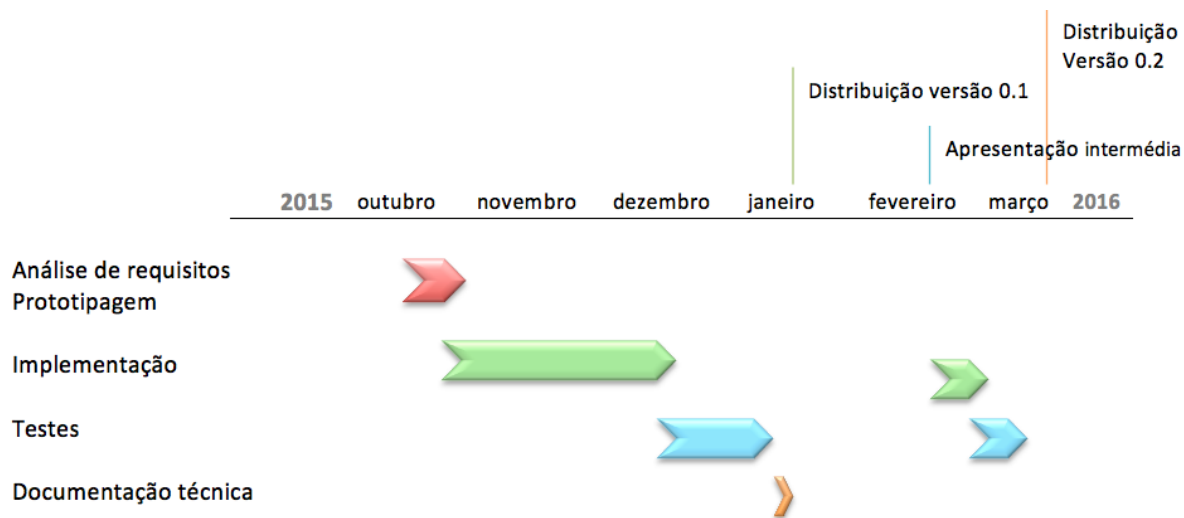 Distribuição
Versão 0.2
Distribuição versão 0.1
Apresentação intermédia
2015 outubro novembro dezembro janeiro fevereiro março 2016
Análise de requisitos
Prototipagem
Implementação
Testes
Documentação técnica